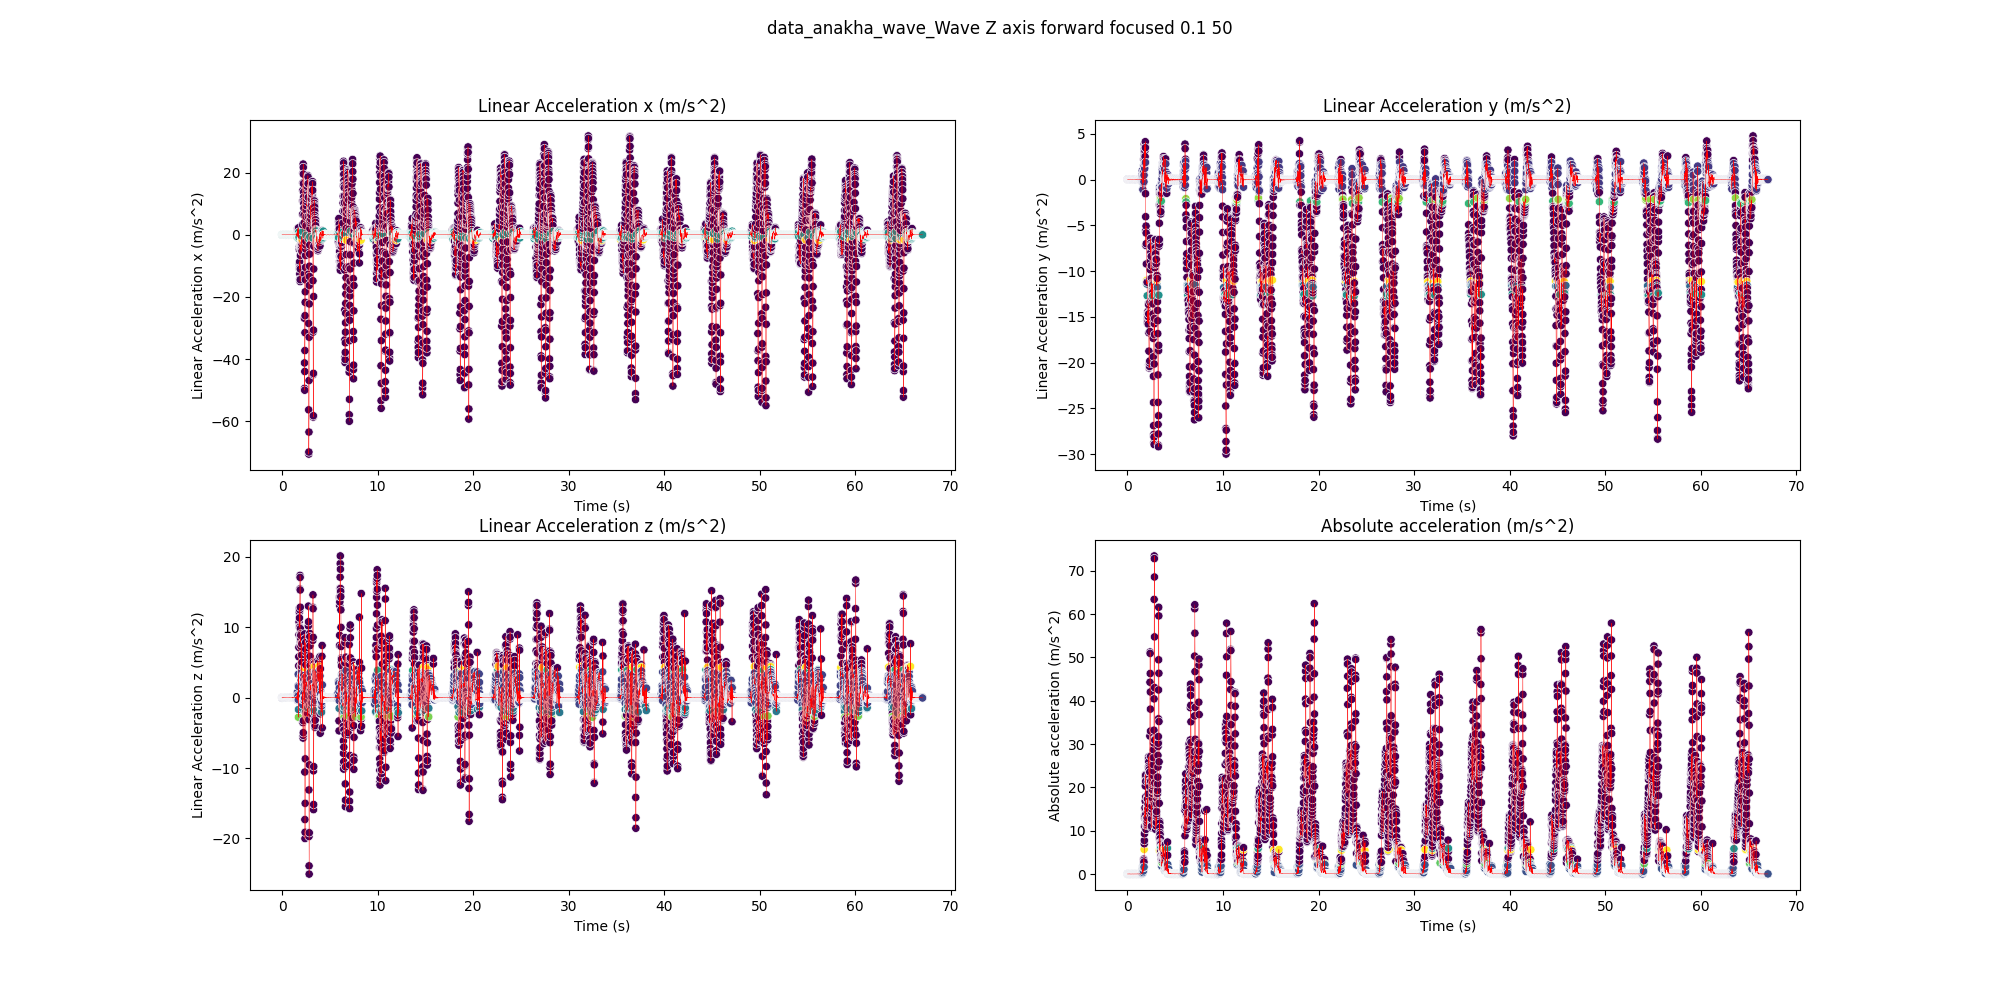 data_anakha_wave_Wave Z axis forward focused 0.1 50
Linear Acceleration x (m/s^2)
Linear Acceleration x (m/s^2)
20
0
−20
−40
−60
0 10 20 30 40 50 60 70
Time (s)
Linear Acceleration y (m/s^2)
Linear Acceleration y (m/s^2)
5
0
−5
−10
−15
−20
−25
−30
0 10 20 30 40 50 60 70
Time (s)
Linear Acceleration z (m/s^2)
Linear Acceleration z (m/s^2)
20
10
0
−10
−20
0 10 20 30 40 50 60 70
Time (s)
Absolute acceleration (m/s^2)
Absolute acceleration (m/s^2)
70
60
50
40
30
20
10
0
0 10 20 30 40 50 60 70
Time (s)